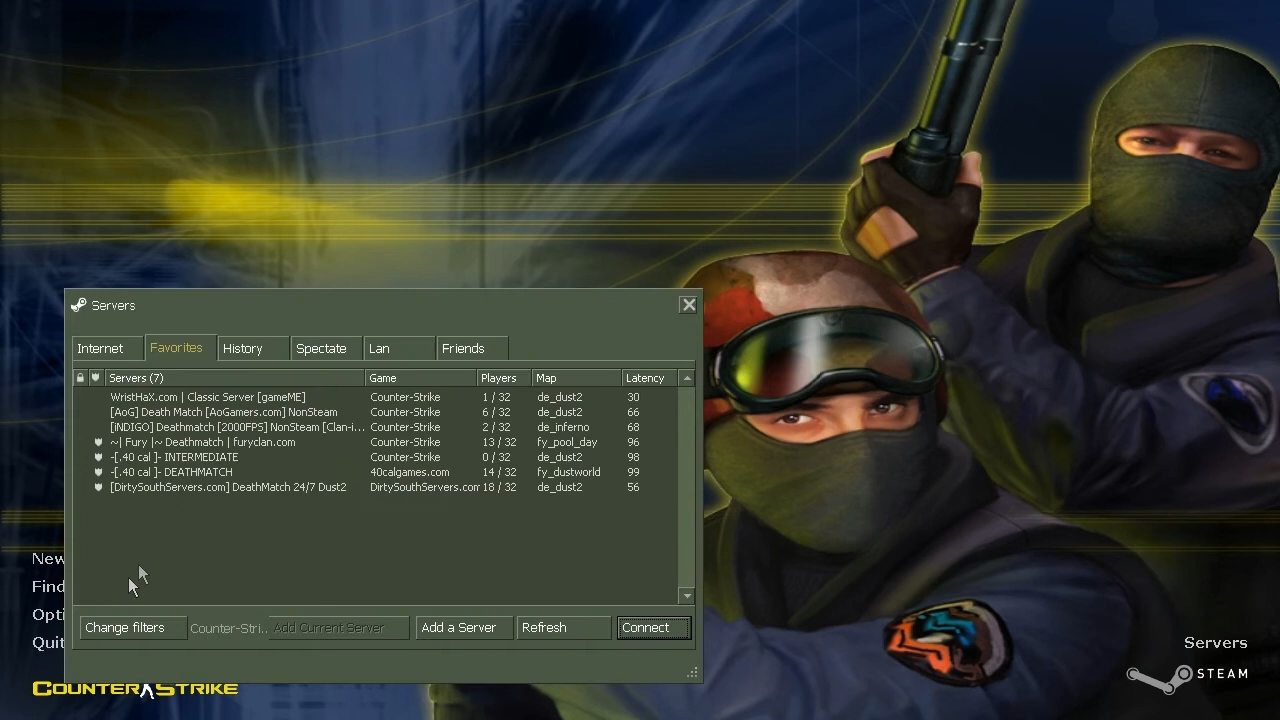 Servers
Internet Favorites History Spectate Lan Friends
Servers (7) Game Players Map Latency
WristHaX.com | Classic Server [gameME] Counter-Strike 1 / 32 de_dust2 30
[AoG] Death Match [AoGamers.com] NonSteam Counter-Strike 6 / 32 de_dust2 66
[iNDIGO] Deathmatch [2000FPS] NonSteam [Clan-i... Counter-Strike 2 / 32 de_inferno 68
~| Fury |~ Deathmatch | furyclan.com Counter-Strike 13 / 32 fy_pool_day 96
-[.40 cal ]- INTERMEDIATE Counter-Strike 0 / 32 de_dust2 98
-[.40 cal ]- DEATHMATCH 40calgames.com 14 / 32 fy_dustworld 99
[DirtySouthServers.com] DeathMatch 24/7 Dust2 DirtySouthServers.com 18 / 32 de_dust2 56
New
Find
Opti
Quit
Change filters Counter-Stri.. Add Current Server Add a Server Refresh Connect
Servers
STEAM
COUNTER STRIKE